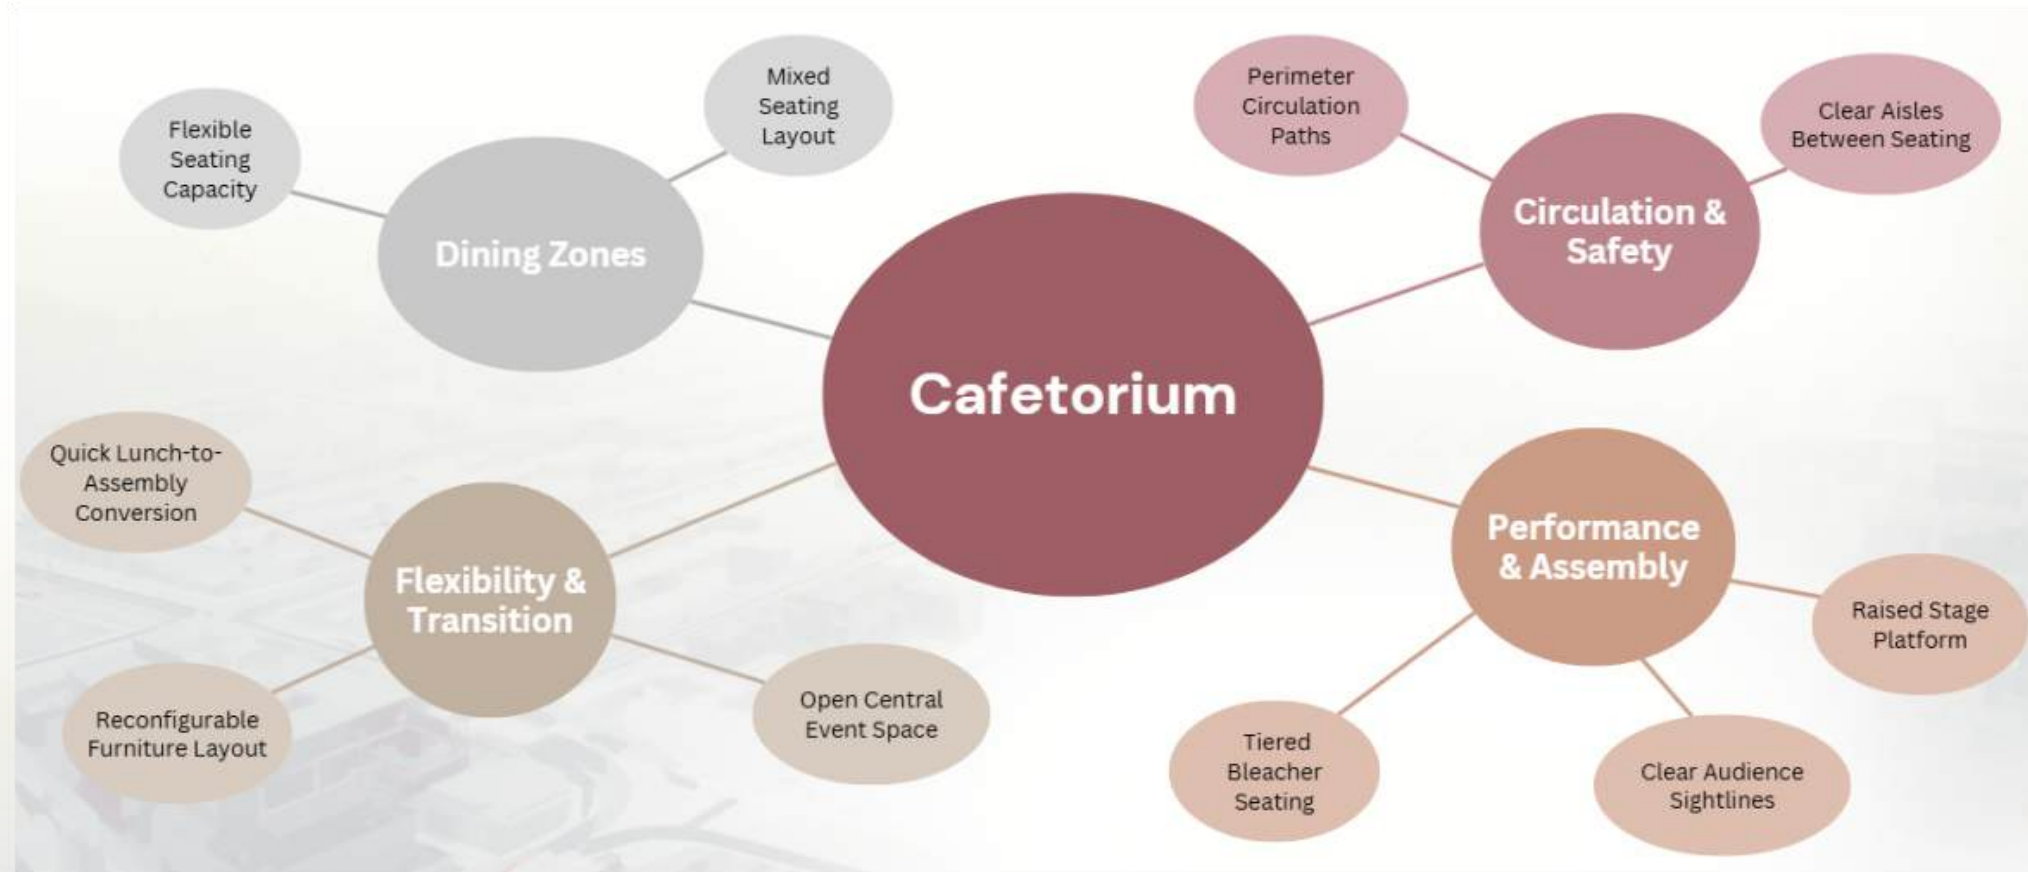 Flexible
Seating
Capacity
Mixed
Seating
Layout
Dining Zones
Perimeter
Circulation
Paths
Clear Aisles
Between Seating
Circulation &
Safety
Cafetorium
Quick Lunch-to-
Assembly
Conversion
Flexibility &
Transition
Reconfigurable
Furniture Layout
Open Central
Event Space
Performance
& Assembly
Raised Stage
Platform
Tiered
Bleacher
Seating
Clear Audience
Sightlines